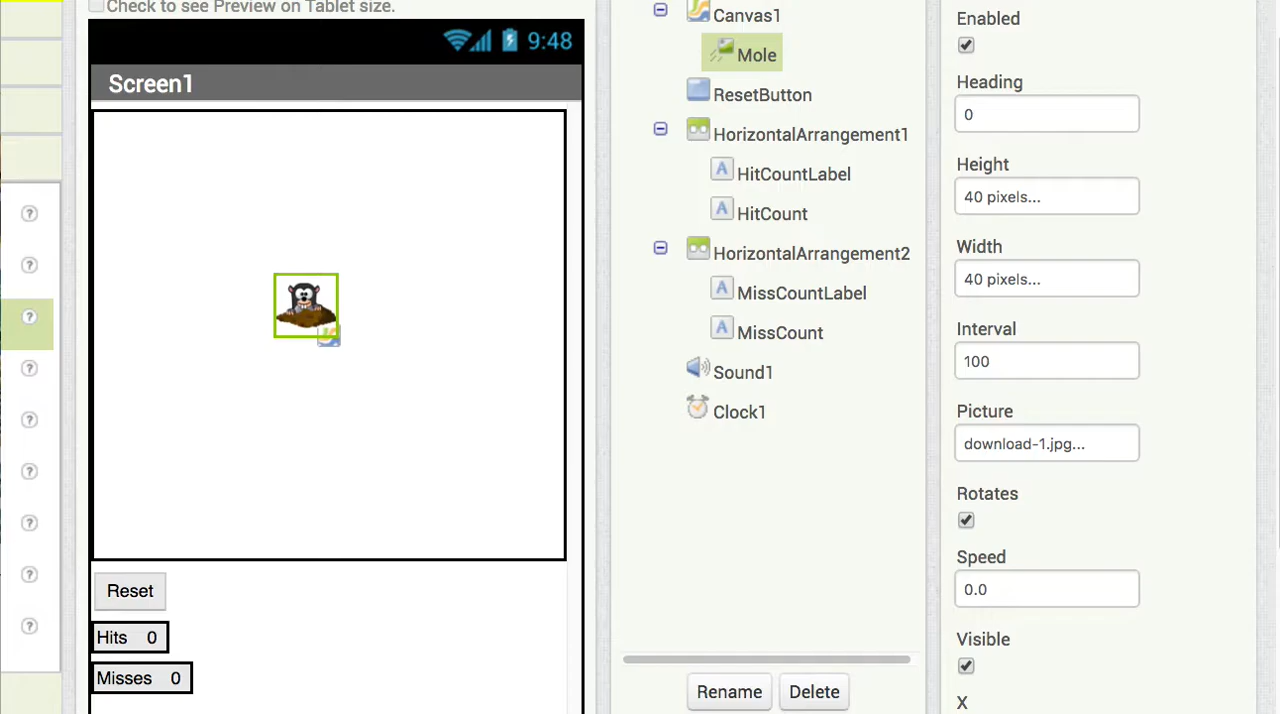 Check to see Preview on Tablet size.
9:48
Screen1
Reset
Hits 0
Misses 0
Canvas1
Mole
ResetButton
HorizontalArrangement1
A HitCountLabel
A HitCount
HorizontalArrangement2
A MissCountLabel
A MissCount
Sound1
Clock1
Rename Delete
Enabled
Heading
0
Height
40 pixels...
Width
40 pixels...
Interval
100
Picture
download-1.jpg...
Rotates
Speed
0.0
Visible
X
?
?
?
?
?
?
?
?
?